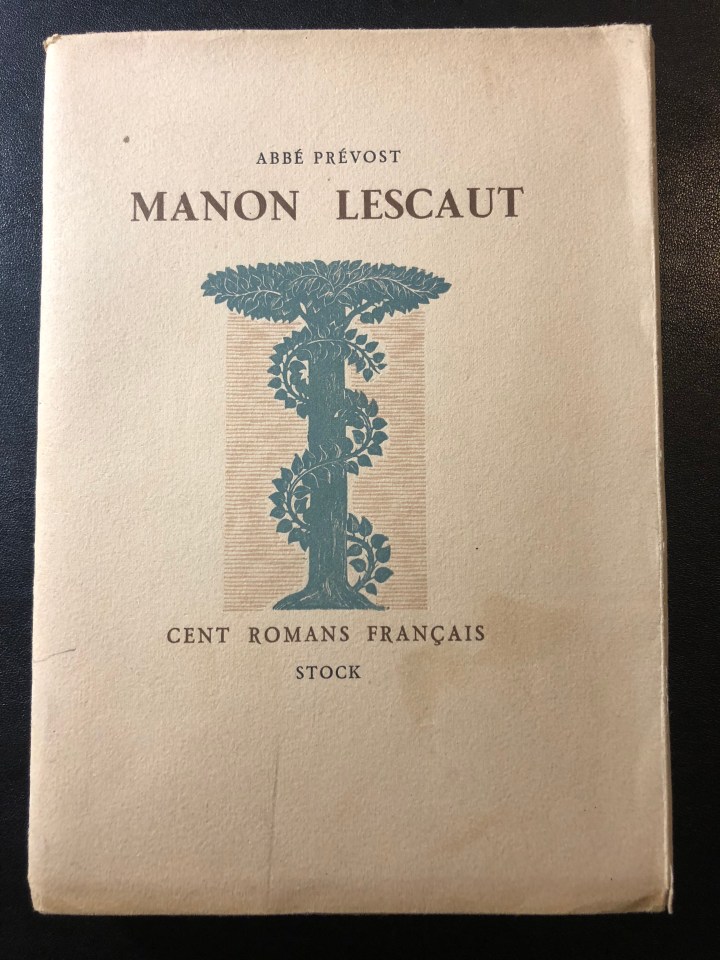 ABBÉ PRÉVOST
MANON LESCAUT
CENT ROMANS FRANÇAIS
STOCK